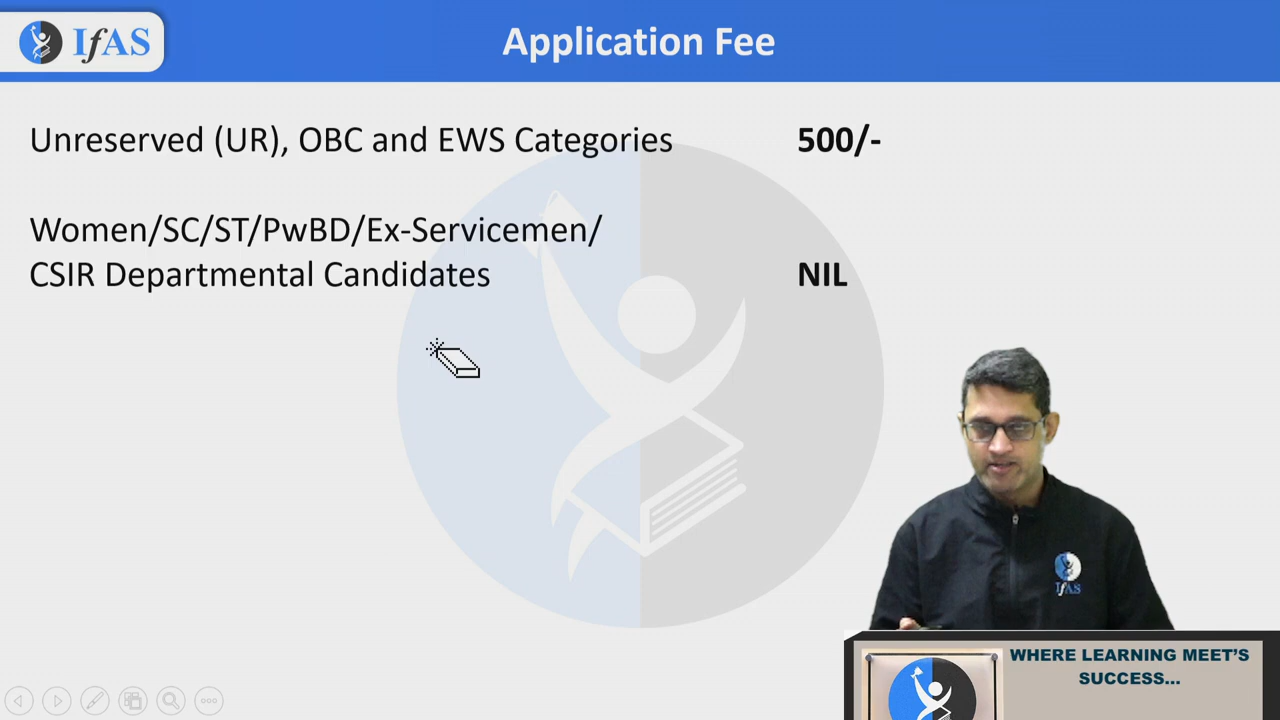 IfAS
Application Fee
Unreserved (UR), OBC and EWS Categories 500/-
Women/SC/ST/PwBD/Ex-Servicemen/
CSIR Departmental Candidates NIL
IfAS
WHERE LEARNING MEET'S
SUCCESS...